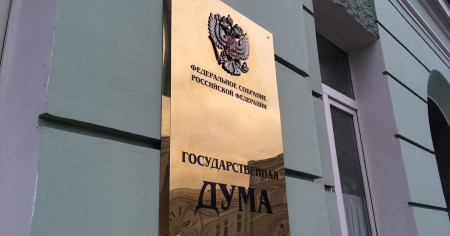 ФЕДЕРАЛЬНОЕ СОБРАНИЕ
РОССИЙСКОЙ ФЕДЕРАЦИИ
ГОСУДАРСТВЕННАЯ
ДУМА